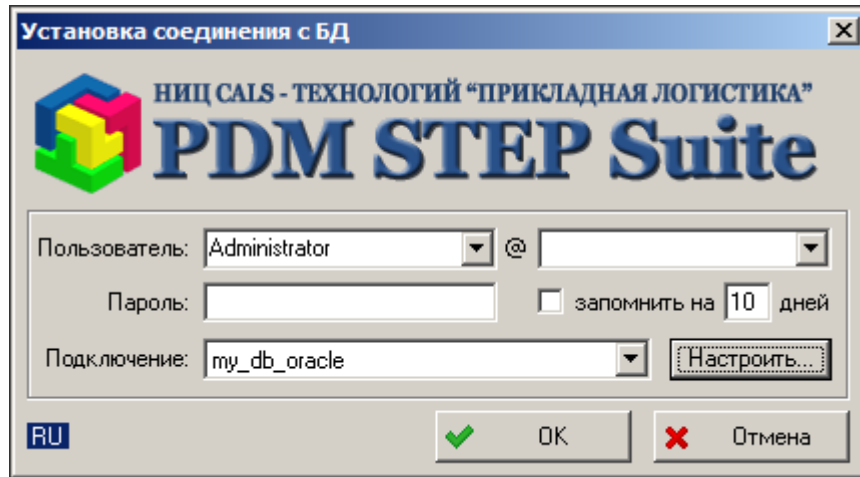 Установка соединения с БД
НИЦ CALS - ТЕХНОЛОГИЙ “ПРИКЛАДНАЯ ЛОГИСТИКА”
PDM STEP Suite
Пользователь: Administrator @
Пароль: запомнить на 10 дней
Подключение: my_db_oracle Настроить...
RU OK Отмена